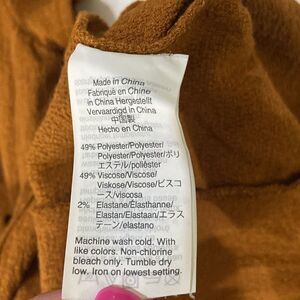 Made in China
Fabriqué en Chine
in China Hergestellt
Vervaardigd in China
中国製
Hecho en China
49% Polyester/Polyester/
Polyester/Polyester/ポリ
エステル/poliéster
49% Viscose/Viscose/
Viskose/Viscose/ビスコ
ース/viscosa
2% Elastane/Élasthanne/
Elastan/Elastaan/エラス
テーン/elastano
Machine wash cold. With
like colors. Non-chlorine
bleach only. Tumble dry
low. Iron on lowest setting.